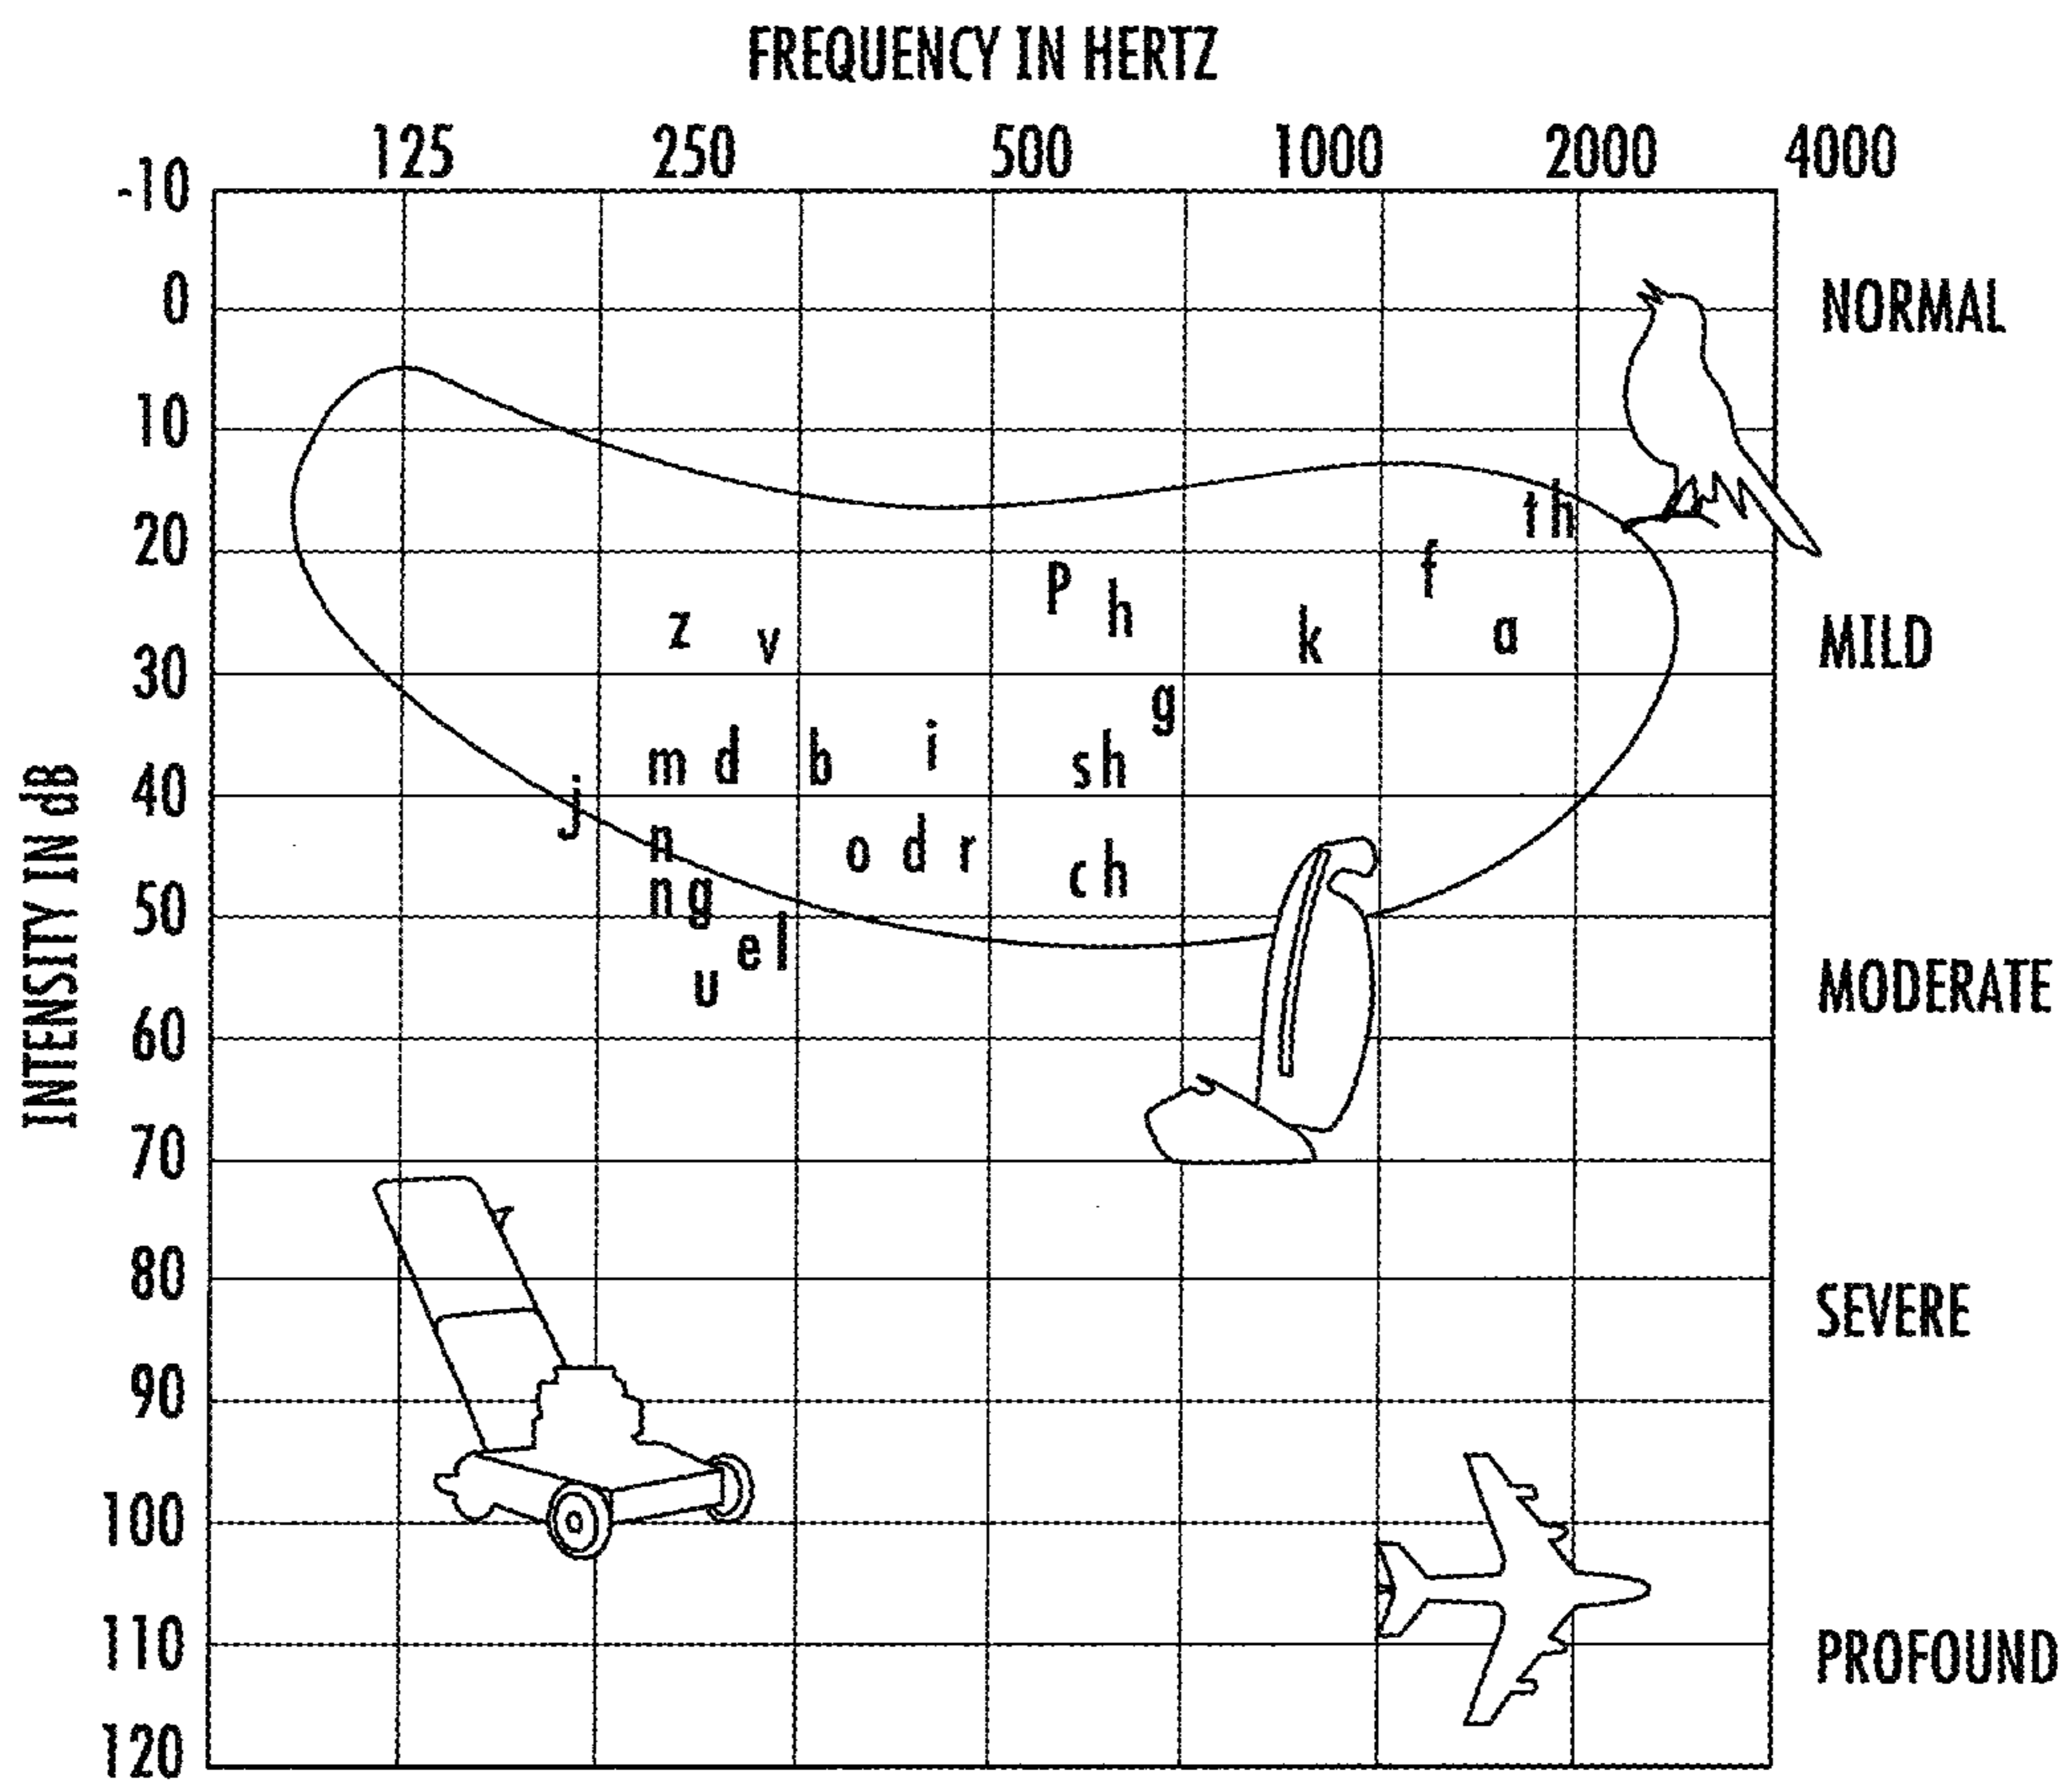 FREQUENCY IN HERTZ
125 250 500 1000 2000 4000
-10
0 NORMAL
10
th
20
P h f
z v k a MILD
30
g
m d b i sh
40
j
n o d r ch
ng
50
el
u MODERATE
60
70
80
SEVERE
90
100
110 PROFOUND
120
INTENSITY IN dB